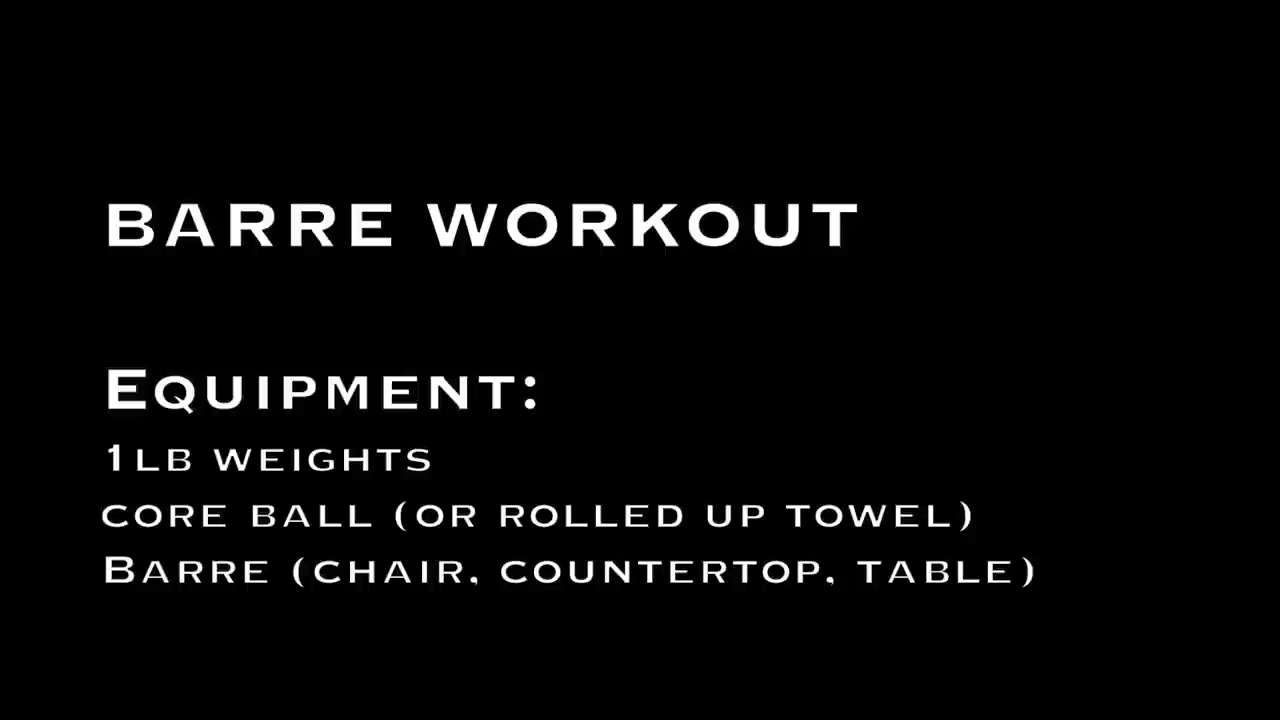 BARRE WORKOUT
EQUIPMENT:
1LB WEIGHTS
CORE BALL (OR ROLLED UP TOWEL)
BARRE (CHAIR, COUNTERTOP, TABLE)